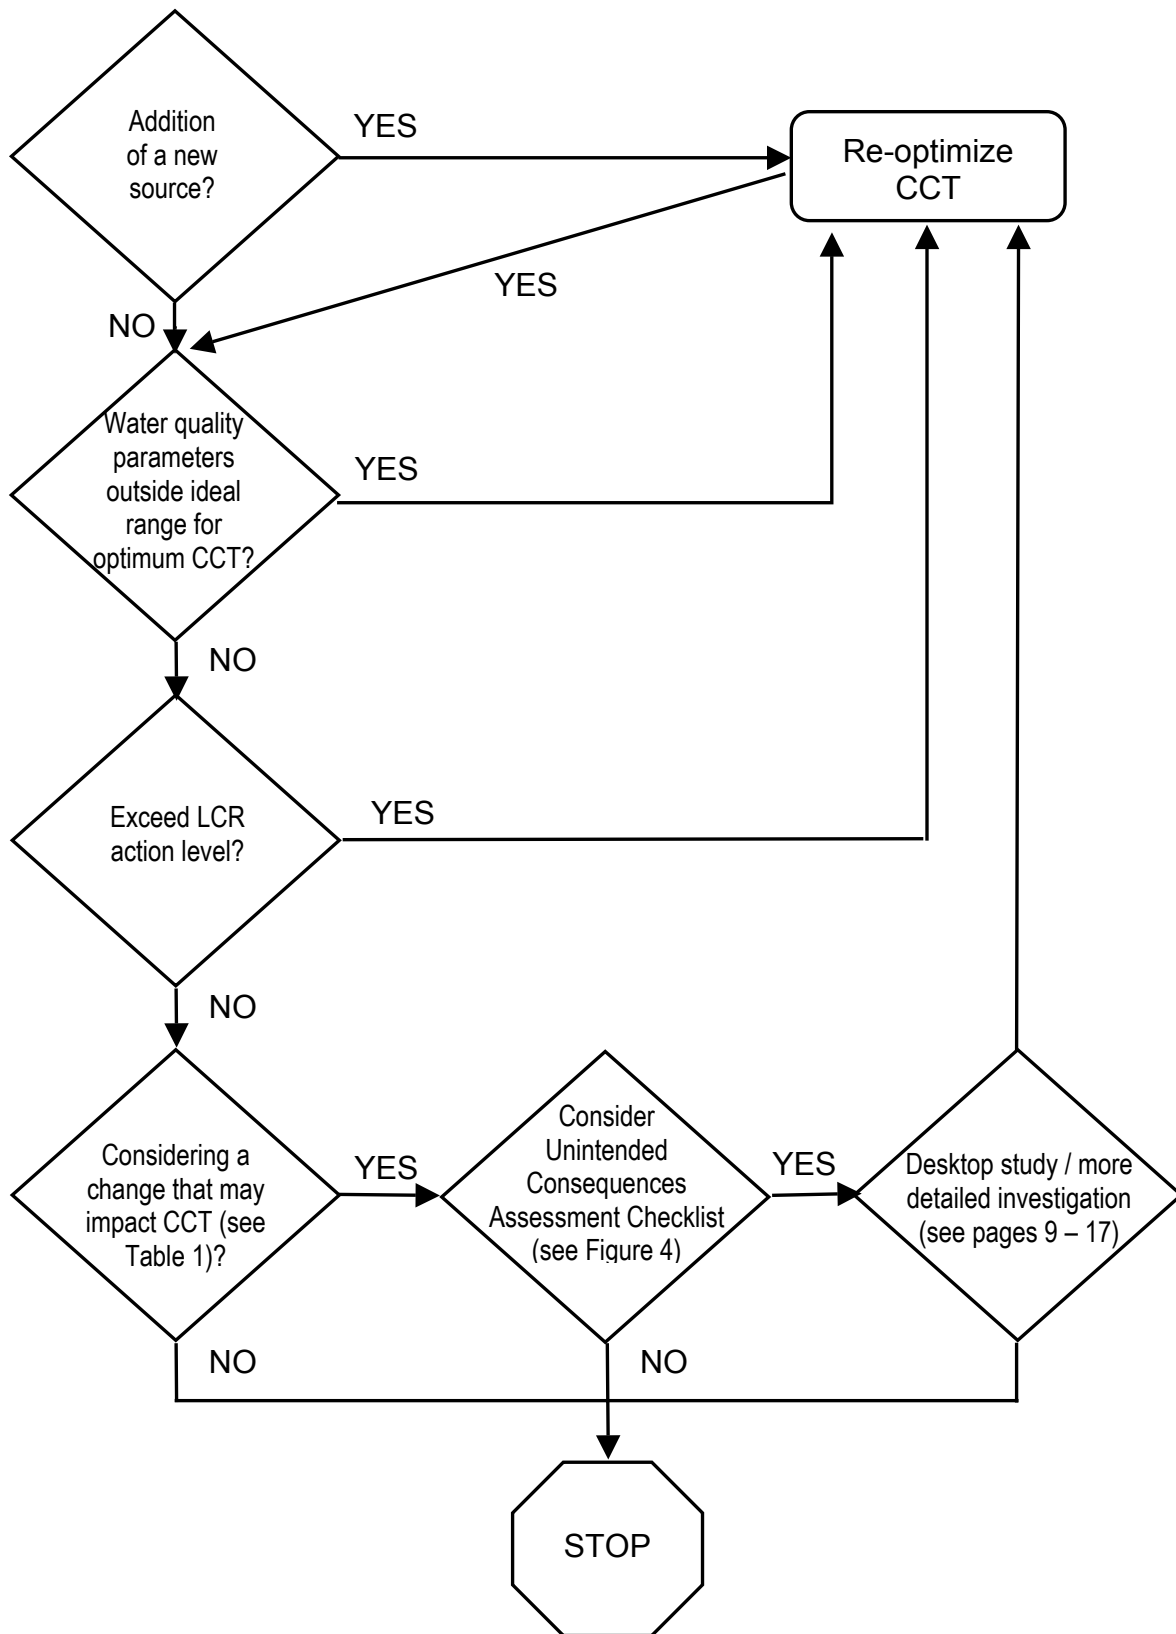 Addition
of a new
source?
YES
Re-optimize
CCT
YES
NO
Water quality
parameters
outside ideal
range for
optimum CCT?
YES
NO
Exceed LCR
action level?
YES
NO
Considering a
change that may
impact CCT (see
Table 1)?
YES
Consider
Unintended
Consequences
Assessment Checklist
(see Figure 4)
YES
Desktop study / more
detailed investigation
(see pages 9 – 17)
NO
NO
STOP